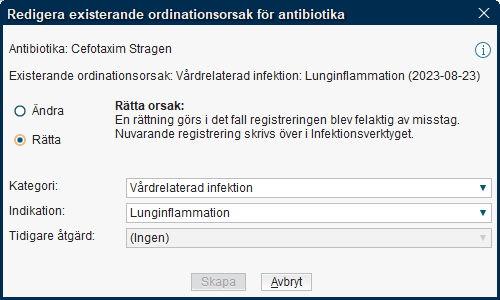 Redigera existerande ordinationsorsak för antibiotika
Antibiotika: Cefotaxim Stragen
Existerande ordinationsorsak: Vårdrelaterad infektion: Lunginflammation (2023-08-23)
Ändra
Rätta
Rätta orsak:
En rättning görs i det fall registreringen blev felaktig av misstag.
Nuvarande registrering skrivs över i Infektionsverktyget.
Kategori: Vårdrelaterad infektion
Indikation: Lunginflammation
Tidigare åtgärd: (Ingen)
Skapa Avbryt